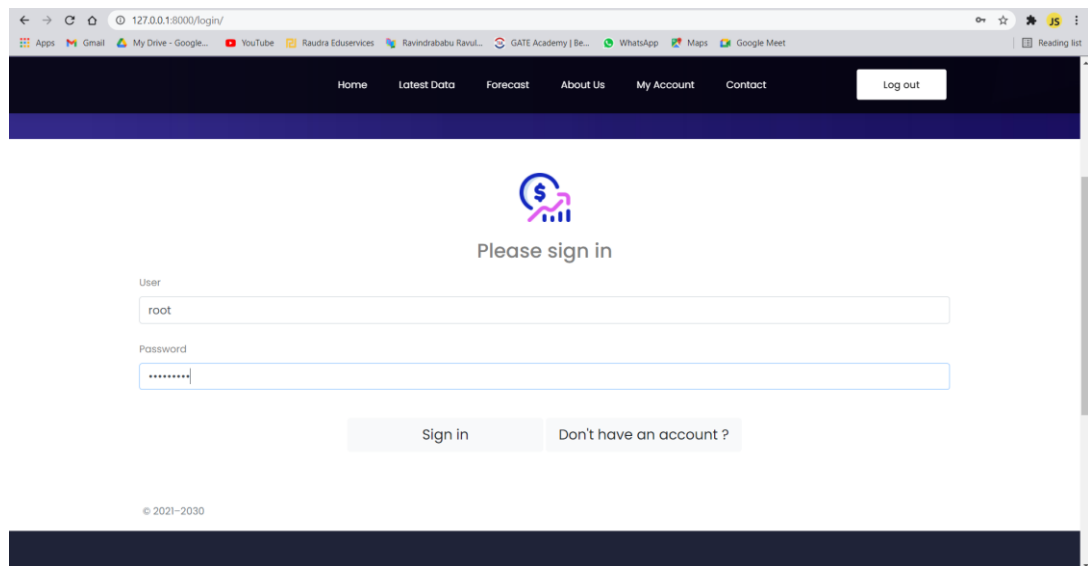 127.0.0.1:8000/login/
JS
Apps Gmail My Drive - Google... YouTube Raudra Eduservices Ravindrababu Ravul... GATE Academy | Be... WhatsApp Maps Google Meet Reading list
Home Latest Data Forecast About Us My Account Contact Log out
$
Please sign in
User
root
Password
•••••••••
Sign in Don't have an account ?
© 2021-2030